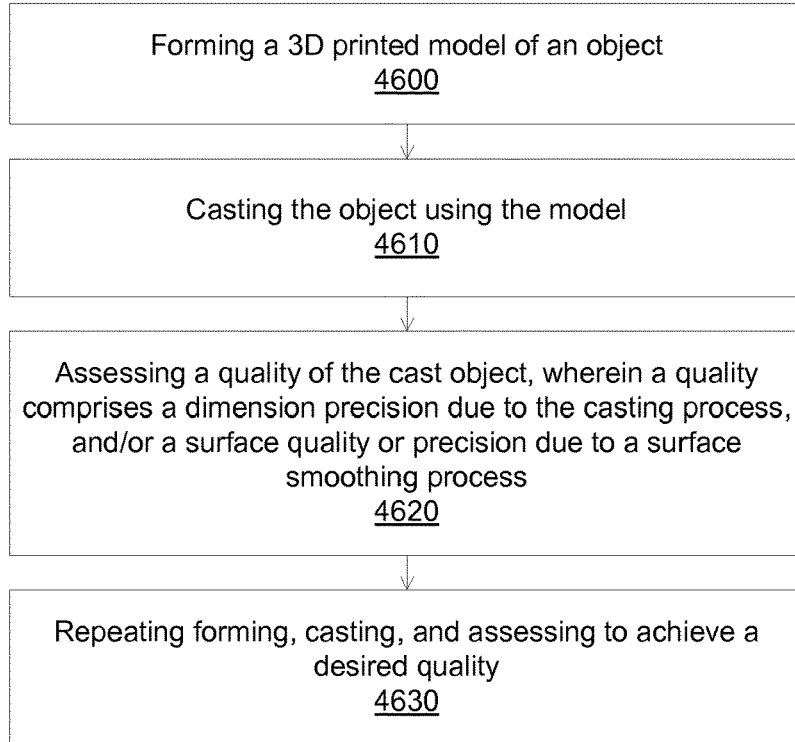 Forming a 3D printed model of an object
4600
Casting the object using the model
4610
Assessing a quality of the cast object, wherein a quality
comprises a dimension precision due to the casting process,
and/or a surface quality or precision due to a surface
smoothing process
4620
Repeating forming, casting, and assessing to achieve a
desired quality
4630